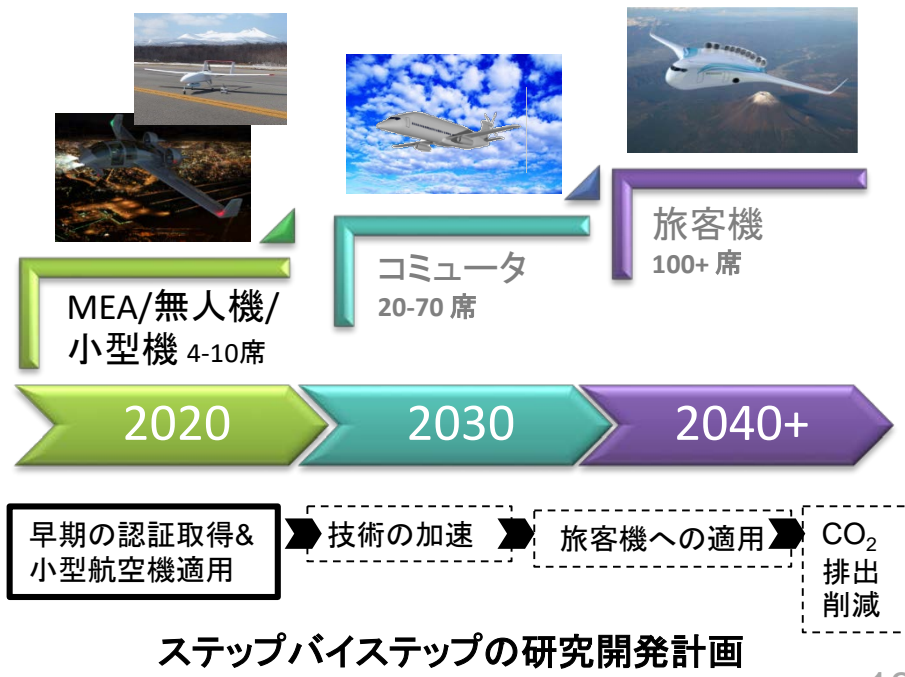 旅客機
100+ 席
コミュータ
20-70 席
MEA/無人機/
小型機 4-10席
2020
2030
2040+
早期の認証取得&
小型航空機適用
技術の加速
旅客機への適用
CO₂
排出
削減
ステップバイステップの研究開発計画